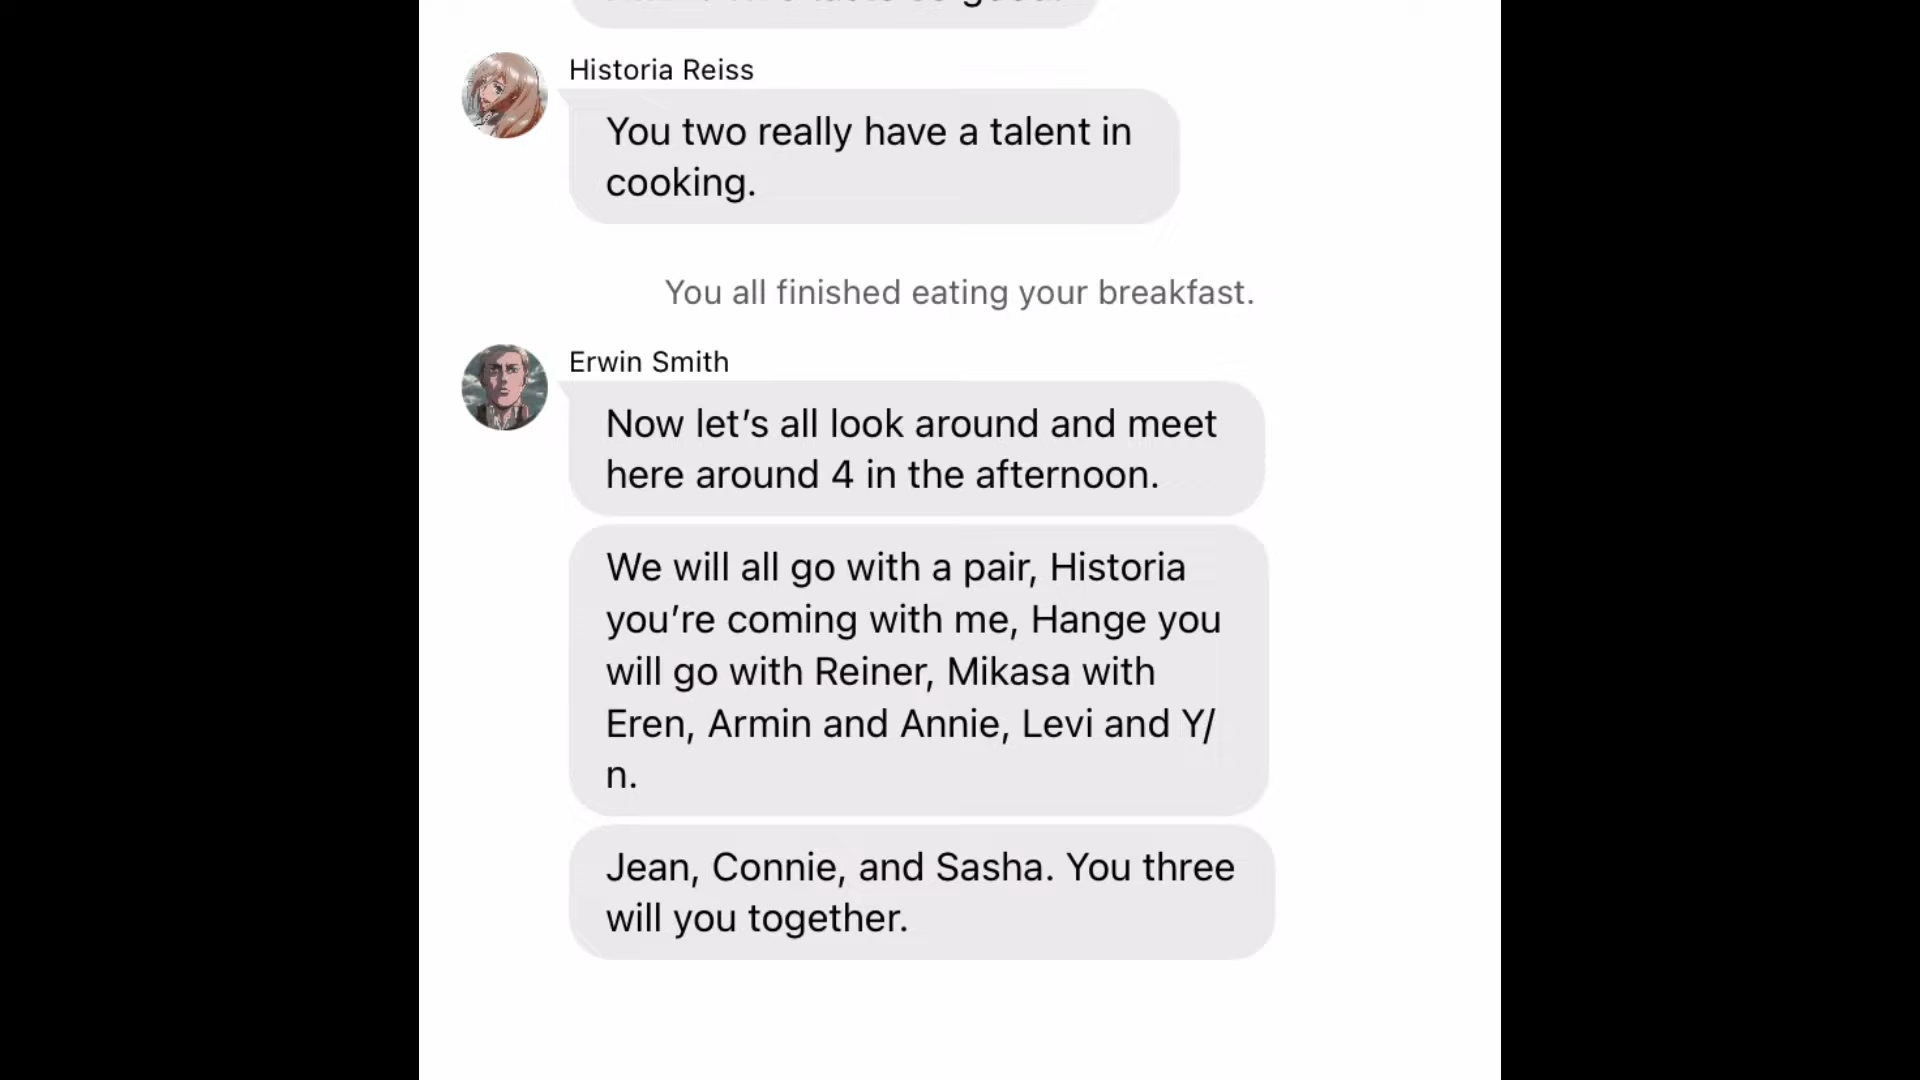 Historia Reiss
You two really have a talent in
cooking.
You all finished eating your breakfast.
Erwin Smith
Now let’s all look around and meet
here around 4 in the afternoon.
We will all go with a pair, Historia
you’re coming with me, Hange you
will go with Reiner, Mikasa with
Eren, Armin and Annie, Levi and Y/
n.
Jean, Connie, and Sasha. You three
will you together.